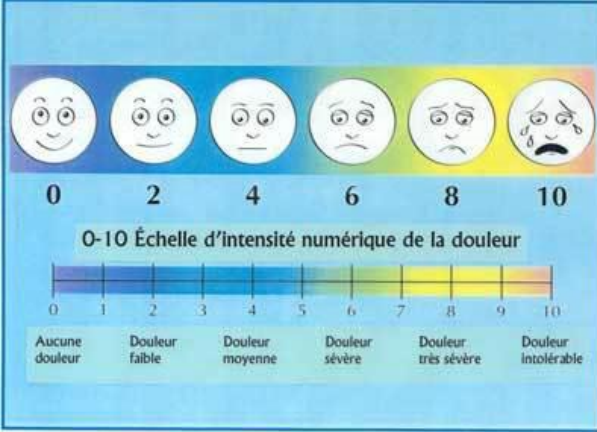 0 2 4 6 8 10
0-10 Échelle d'intensité numérique de la douleur
0 1 2 3 4 5 6 7 8 9 10
Aucune douleur
Douleur faible
Douleur moyenne
Douleur sévère
Douleur très sévère
Douleur intolérable